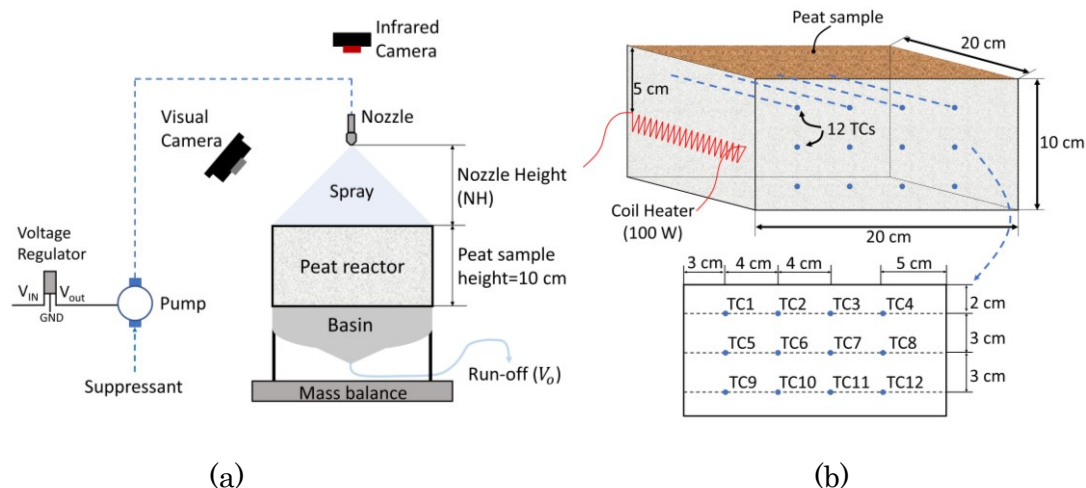 Infrared
Camera
Nozzle
Visual
Camera
Spray
Nozzle Height
(NH)
Voltage
Regulator
V_IN
V_out
GND
Pump
Suppressant
Peat reactor
Peat sample
height=10 cm
Basin
Run-off (V_o)
Mass balance
(a)
Peat sample
20 cm
5 cm
12 TCs
10 cm
Coil Heater
(100 W)
20 cm
3 cm
4 cm
4 cm
5 cm
TC1 TC2 TC3 TC4
2 cm
TC5 TC6 TC7 TC8
3 cm
TC9 TC10 TC11 TC12
3 cm
(b)